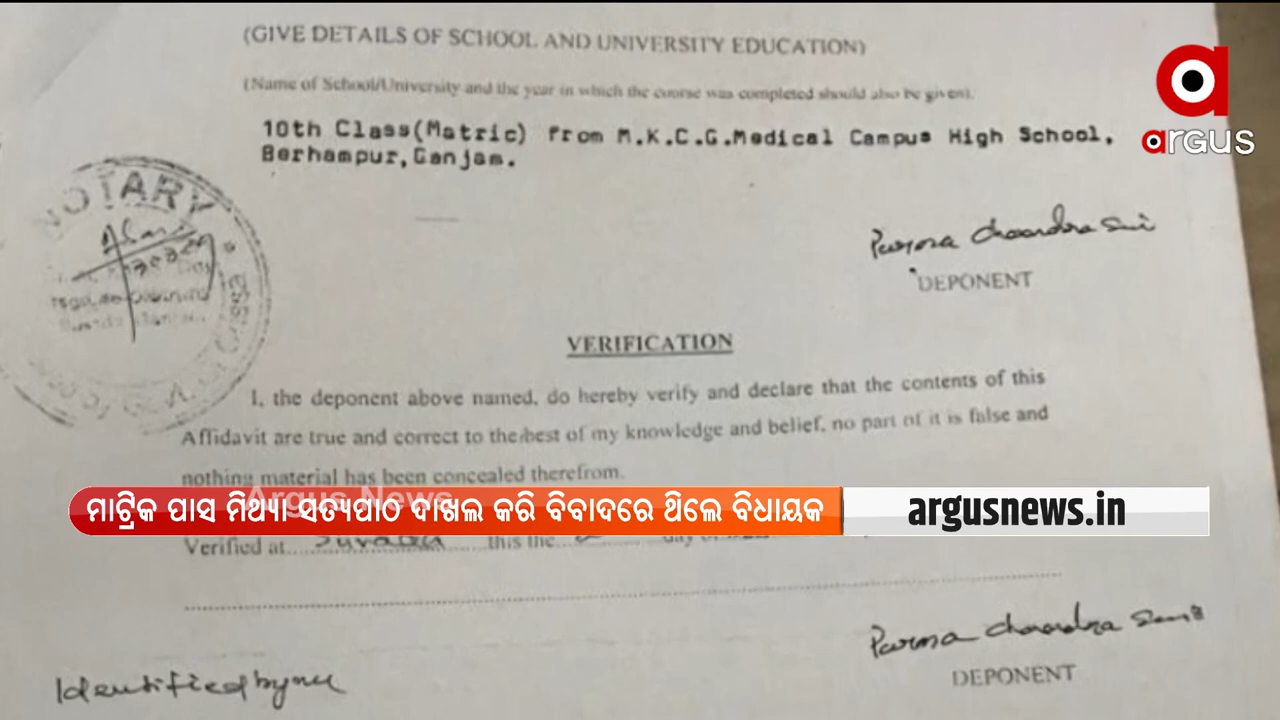 (GIVE DETAILS OF SCHOOL AND UNIVERSITY EDUCATION)
(Name of School/University and the year in which the course was completed should also be given).
10th Class(Matric) from M.K.C.G.Medical Campus High School,
Berhampur,Ganjam.
argus
NOTARY
Purna Chandra
DEPONENT
VERIFICATION
I, the deponent above named, do hereby verify and declare that the contents of this
Affidavit are true and correct to the best of my knowledge and belief, no part of it is false and
nothing material has been concealed therefrom.
Argus News
ମାଟ୍ରିକ ପାସ ମିଥ୍ୟା ସତ୍ୟପାଠ ଦାଖଲ କରି ବିବାଦରେ ଥିଲେ ବିଧାୟକ
argusnews.in
Verified at this the day of
Purna Chandra
DEPONENT
Identified by me